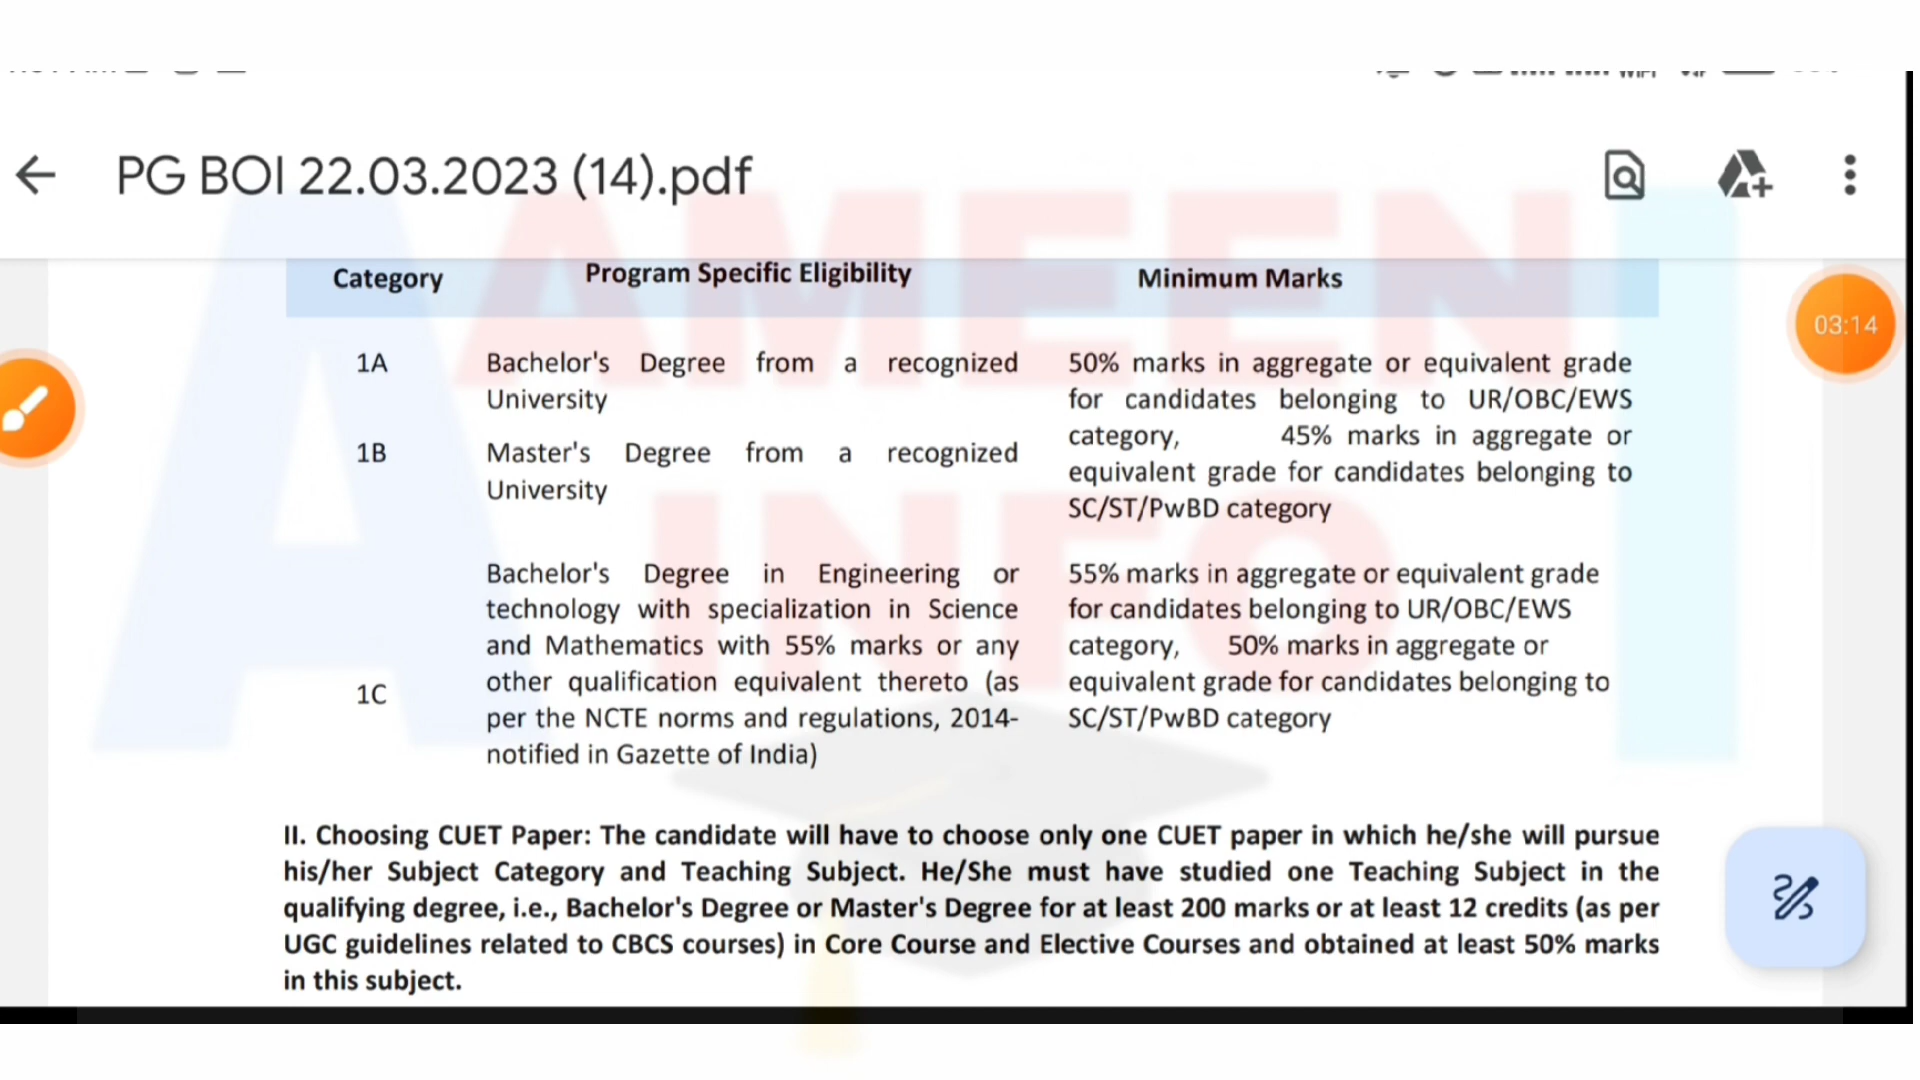 PG BOI 22.03.2023 (14).pdf
AMEEN
INFO
Category Program Specific Eligibility Minimum Marks
03:14
1A Bachelor's Degree from a recognized University
50% marks in aggregate or equivalent grade
for candidates belonging to UR/OBC/EWS
category, 45% marks in aggregate or
equivalent grade for candidates belonging to
SC/ST/PwBD category
1B Master's Degree from a recognized
University
1C
Bachelor's Degree in Engineering or
technology with specialization in Science
and Mathematics with 55% marks or any
other qualification equivalent thereto (as
per the NCTE norms and regulations, 2014-
notified in Gazette of India)
55% marks in aggregate or equivalent grade
for candidates belonging to UR/OBC/EWS
category, 50% marks in aggregate or
equivalent grade for candidates belonging to
SC/ST/PwBD category
II. Choosing CUET Paper: The candidate will have to choose only one CUET paper in which he/she will pursue
his/her Subject Category and Teaching Subject. He/She must have studied one Teaching Subject in the
qualifying degree, i.e., Bachelor's Degree or Master's Degree for at least 200 marks or at least 12 credits (as per
UGC guidelines related to CBCS courses) in Core Course and Elective Courses and obtained at least 50% marks
in this subject.